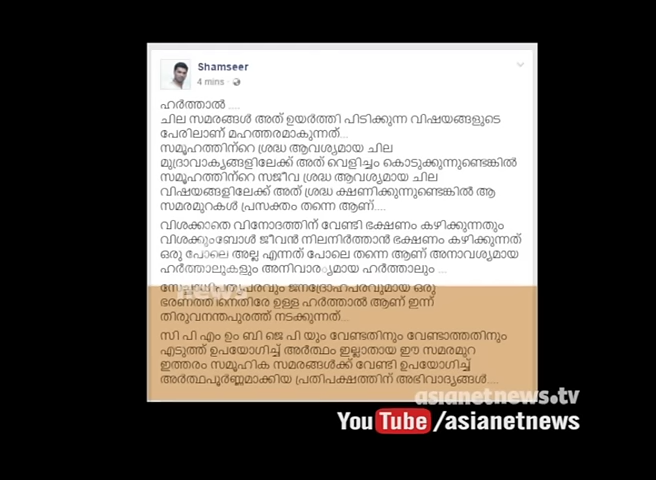 Shamseer
4 mins ·
ഹർത്താൽ ....
ചില സമരങ്ങൾ അത് ഉയർത്തി പിടിക്കുന്ന വിഷയങ്ങളുടെ
പേരിലാണ് മഹത്തരമാകുന്നത്...
സമൂഹത്തിന്റെ ശ്രദ്ധ ആവശ്യമായ ചില
മുദ്രാവാക്യങ്ങളിലേക്ക് അത് വെളിച്ചം കൊടുക്കുന്നുണ്ടെങ്കിൽ
സമൂഹത്തിന്റെ സജീവ ശ്രദ്ധ ആവശ്യമായ ചില
വിഷയങ്ങളിലേക്ക് അത് ശ്രദ്ധ ക്ഷണിക്കുന്നുണ്ടെങ്കിൽ ആ
സമരമുറകൾ പ്രസക്തം തന്നെ ആണ്....
വിശക്കാതെ വിനോദത്തിന് വേണ്ടി ഭക്ഷണം കഴിക്കുന്നതും
വിശക്കുംബോൾ ജീവൻ നിലനിർത്താൻ ഭക്ഷണം കഴിക്കുന്നത്
ഒരു പോലെ അല്ല എന്നത് പോലെ തന്നെ ആണ് അനാവശ്യമായ
ഹർത്താലുകളും അനിവാര്യമായ ഹർത്താലും ....
സ്വേച്ഛാധിപത്യപരവും ജനദ്രോഹപരവുമായ ഒരു
ഭരണത്തിനെതിരേ ഉള്ള ഹർത്താൽ ആണ് ഇന്ന്
തിരുവനന്തപുരത്ത് നടക്കുന്നത്....
സി പി എം ഉം ബി ജെ പി യും വേണ്ടതിനും വേണ്ടാത്തതിനും
എടുത്ത് ഉപയോഗിച്ച് അർത്ഥം ഇല്ലാതായ ഈ സമരമുറ
ഇത്തരം സമൂഹിക സമരങ്ങൾക്ക് വേണ്ടി ഉപയോഗിച്ച്
അർത്ഥപൂർണ്ണമാക്കിയ പ്രതിപക്ഷത്തിന് അഭിവാദ്യങ്ങൾ....
news
asianetnews.tv
YouTube /asianetnews